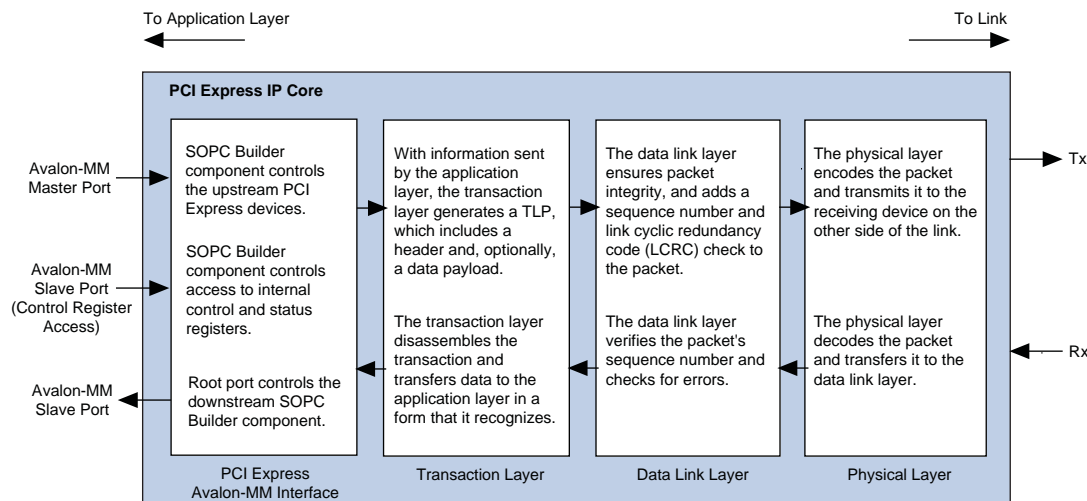 To Application Layer
To Link
PCI Express IP Core
Avalon-MM
Master Port
Avalon-MM
Slave Port
(Control Register
Access)
Avalon-MM
Slave Port
SOPC Builder
component controls
the upstream PCI
Express devices.
SOPC Builder
component controls
access to internal
control and status
registers.
Root port controls the
downstream SOPC
Builder component.
PCI Express
Avalon-MM Interface
With information sent
by the application
layer, the transaction
layer generates a TLP,
which includes a
header and, optionally,
a data payload.
The transaction layer
disassembles the
transaction and
transfers data to the
application layer in a
form that it recognizes.
Transaction Layer
The data link layer
ensures packet
integrity, and adds a
sequence number and
link cyclic redundancy
code (LCRC) check to
the packet.
The data link layer
verifies the packet's
sequence number and
checks for errors.
Data Link Layer
The physical layer
encodes the packet
and transmits it to the
receiving device on the
other side of the link.
The physical layer
decodes the packet
and transfers it to the
data link layer.
Physical Layer
Tx
Rx